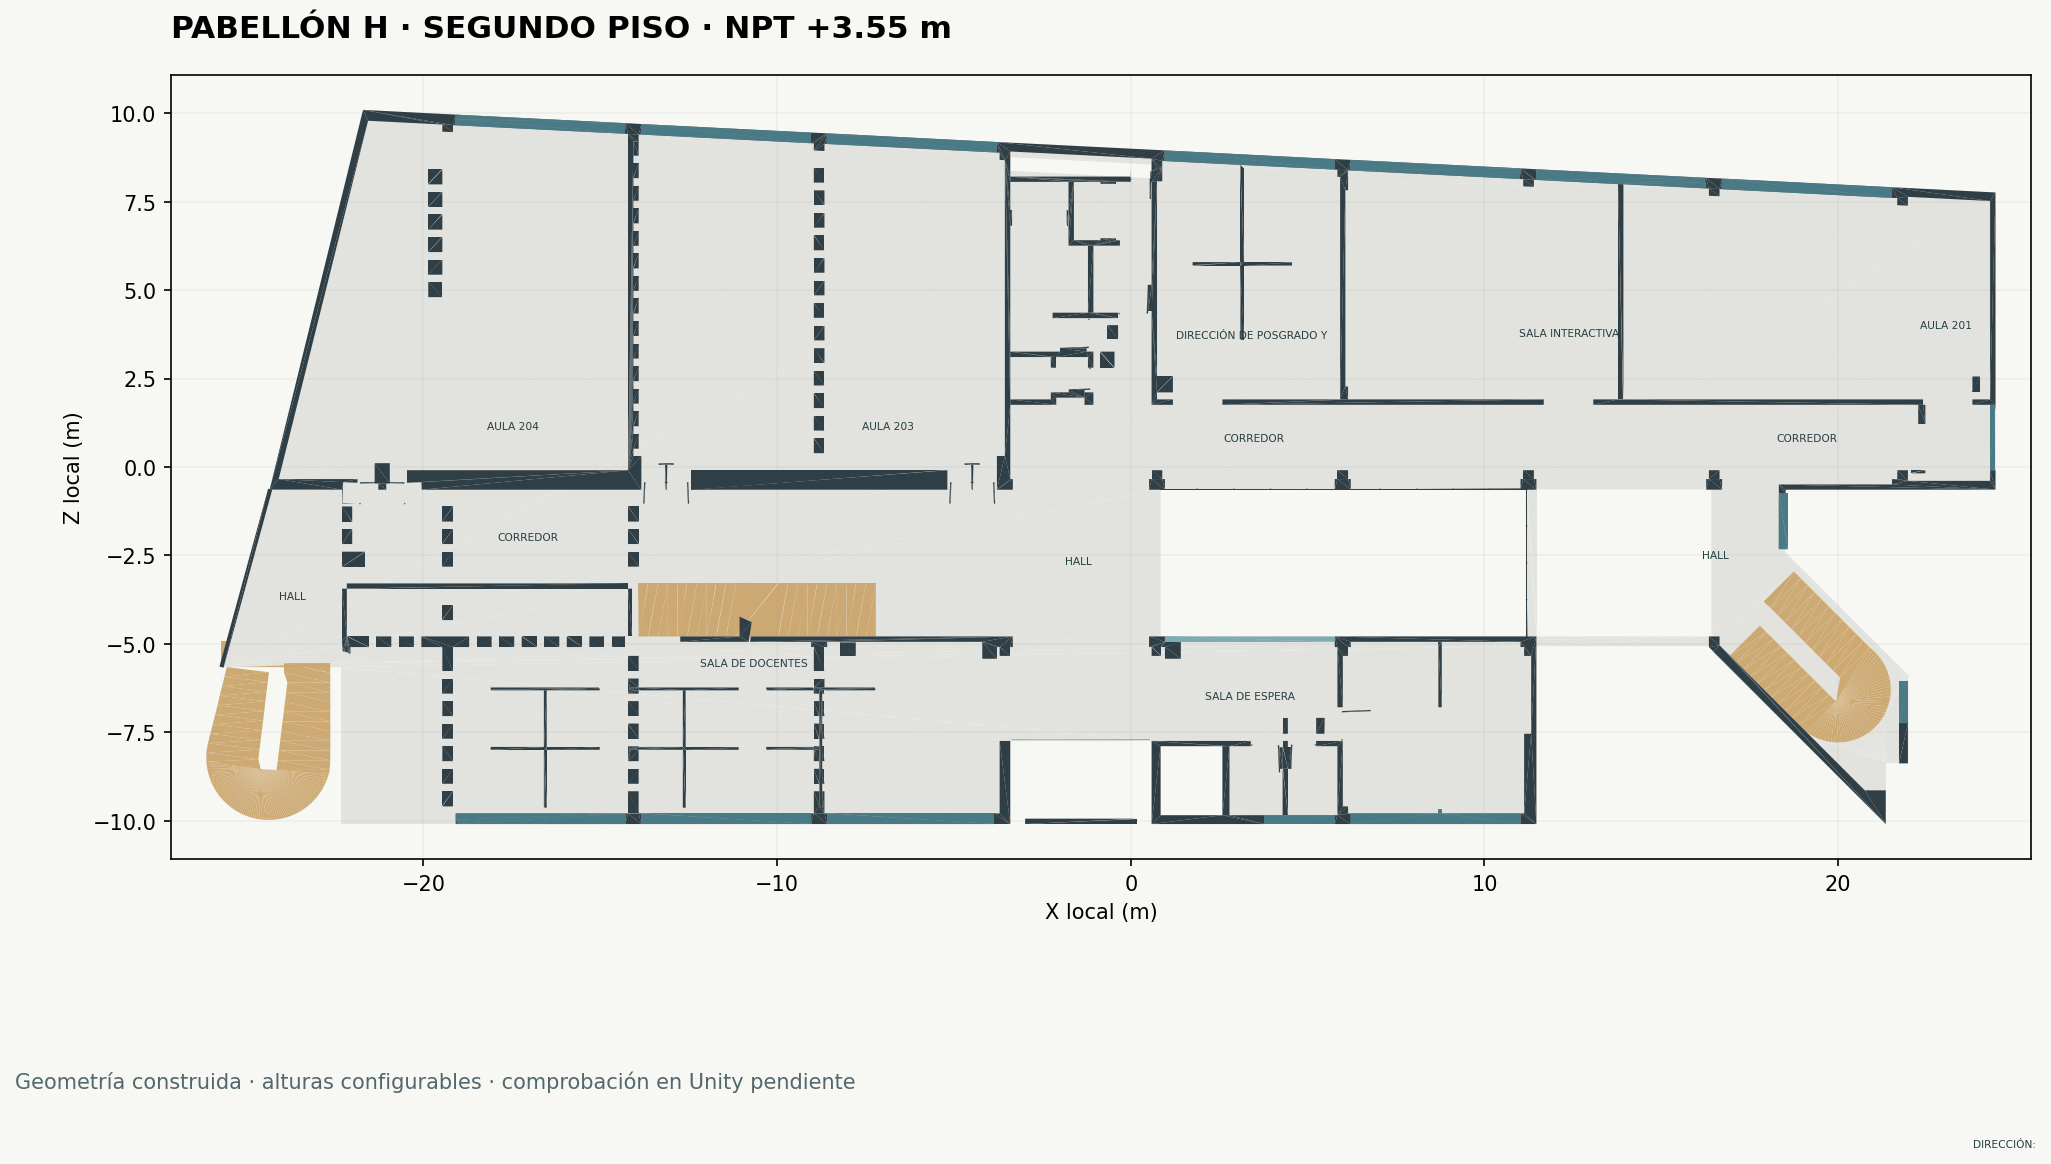 PABELLÓN H · SEGUNDO PISO · NPT +3.55 m
10.0
7.5
5.0
2.5
0.0
−2.5
−5.0
−7.5
−10.0
Z local (m)
DIRECCIÓN DE POSGRADO Y
SALA INTERACTIVA
AULA 201
AULA 204
AULA 203
CORREDOR
CORREDOR
CORREDOR
HALL
HALL
HALL
SALA DE DOCENTES
SALA DE ESPERA
−20
−10
0
10
20
X local (m)
Geometría construida · alturas configurables · comprobación en Unity pendiente
DIRECCIÓN: